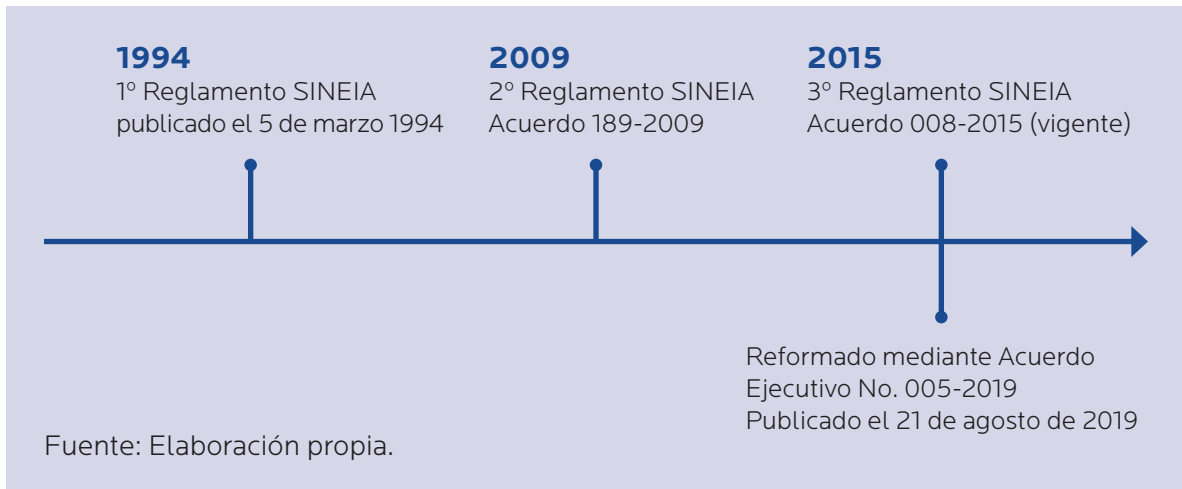 1994
1º Reglamento SINEIA
publicado el 5 de marzo 1994
2009
2º Reglamento SINEIA
Acuerdo 189-2009
2015
3º Reglamento SINEIA
Acuerdo 008-2015 (vigente)
Reformado mediante Acuerdo
Ejecutivo No. 005-2019
Publicado el 21 de agosto de 2019
Fuente: Elaboración propia.